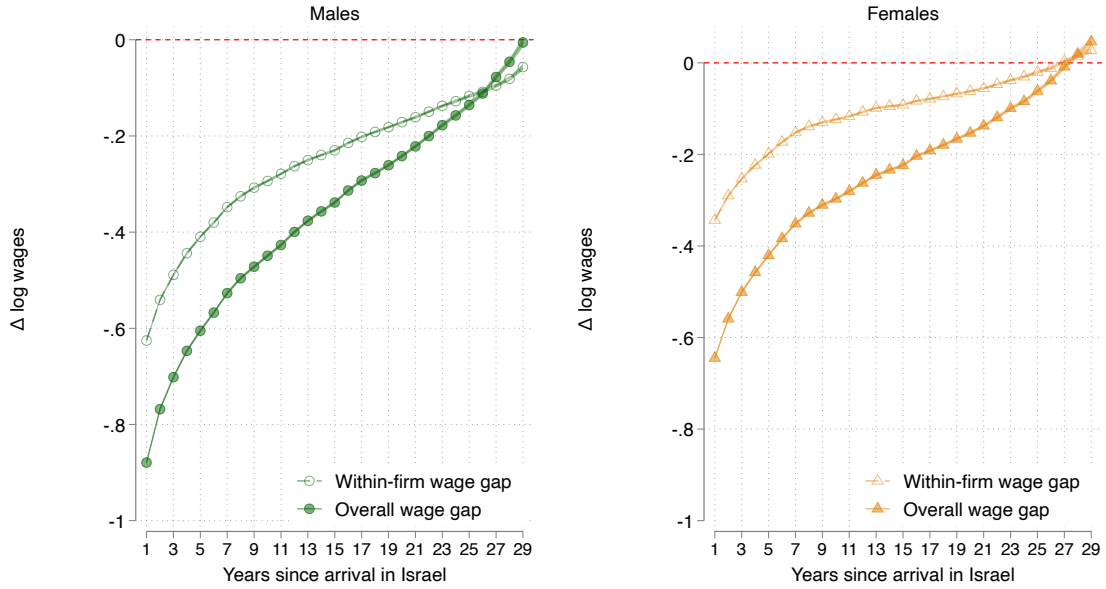 Males
0
-.2
-.4
-.6
-.8
-1
Δ log wages
Within-firm wage gap
Overall wage gap
1 3 5 7 9 11 13 15 17 19 21 23 25 27 29
Years since arrival in Israel
Females
0
-.2
-.4
-.6
-.8
-1
Δ log wages
Within-firm wage gap
Overall wage gap
1 3 5 7 9 11 13 15 17 19 21 23 25 27 29
Years since arrival in Israel